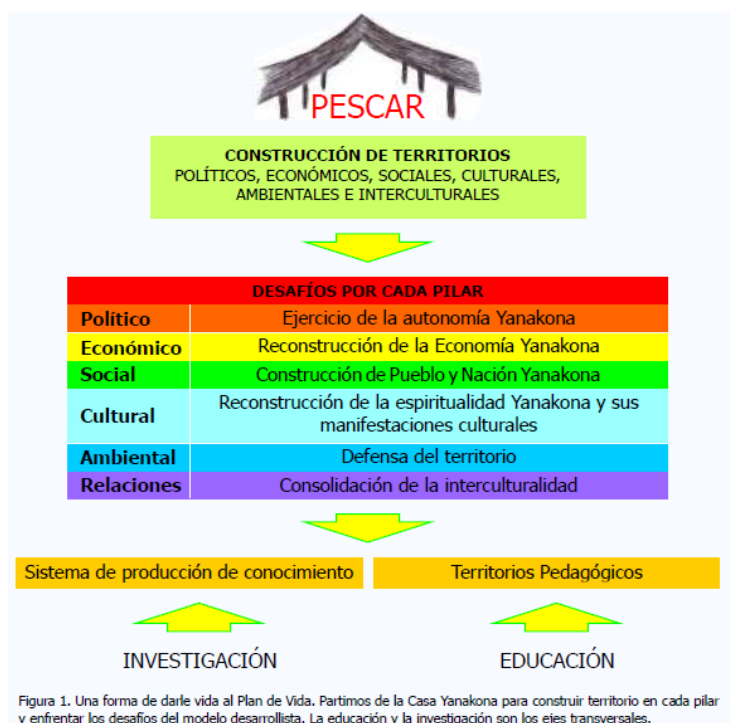 PESCAR
CONSTRUCCIÓN DE TERRITORIOS
POLÍTICOS, ECONÓMICOS, SOCIALES, CULTURALES,
AMBIENTALES E INTERCULTURALES
DESAFÍOS POR CADA PILAR
Político Ejercicio de la autonomía Yanakona
Económico Reconstrucción de la Economía Yanakona
Social Construcción de Pueblo y Nación Yanakona
Cultural Reconstrucción de la espiritualidad Yanakona y sus
manifestaciones culturales
Ambiental Defensa del territorio
Relaciones Consolidación de la interculturalidad
Sistema de producción de conocimiento Territorios Pedagógicos
INVESTIGACIÓN EDUCACIÓN
Figura 1. Una forma de darle vida al Plan de Vida. Partimos de la Casa Yanakona para construir territorio en cada pilar
y enfrentar los desafíos del modelo desarrollista. La educación y la investigación son los ejes transversales.